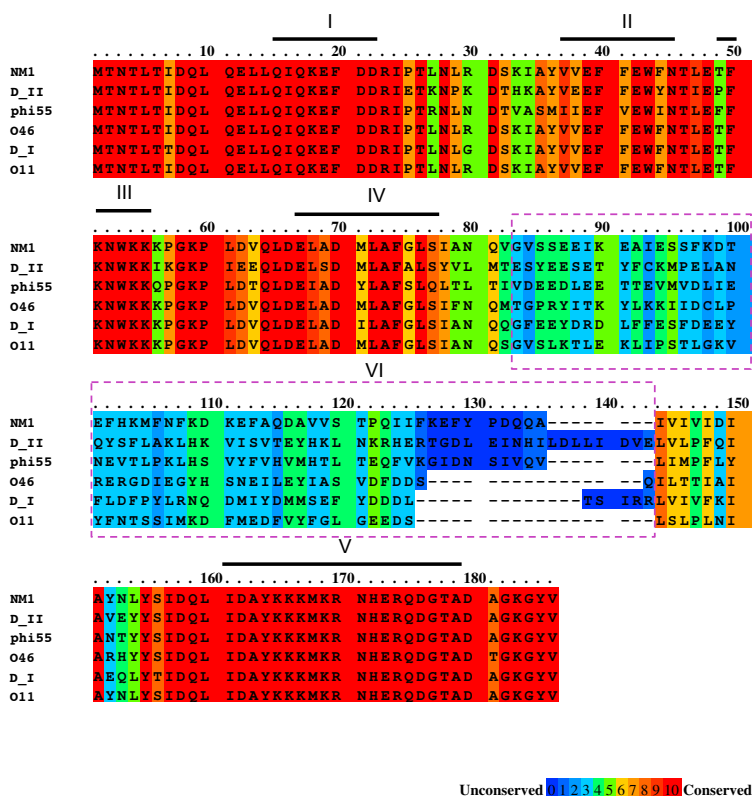 I II
. . . . . . . . . 10 . . . . . . . . . 20 . . . . . . . . . 30 . . . . . . . . . 40 . . . . . . . . . 50
NM1 MTNTLTIDQL QELLQIQKEF DDRIPTLNLR DSKIAYVVEF FEWFNTLETF
D_II MTNTLTIDQL QELLQIQKEF DDRIETKNPK DTHKAYVEEF FEWYNTIEPF
phi55 MTNTLTIDQL QELLQIQKEF DDRIPTRNLN DTVASMIIEF VEWINTLEFF
O46 MTNTLTIDQL QELLQIQKEF DDRIPTLNLR DSKIAYVVEF FEWFNTLETF
D_I MTNTLTTDQL QELLQIQKEF DDRIPTLNLG DSKIAYVVEF FEWFNTLETF
O11 MTNTLTIDQL QELLQIQKEF DDRIPTLNLR DSKIAYVVEF FEWFNTLETF
III IV
. . . . . . . . . 60 . . . . . . . . . 70 . . . . . . . . . 80 . . . . . . . . . 90 . . . . . . . . . 100
NM1 KNWKKKPGKP LDVQLDELAD MLAFGLSIAN QVGVSSEEIK EAIESSFKDT
D_II KNWKKIKGKP IEEQLDELSD MLAFALSYVL MTESYEESET YFCKMPELAN
phi55 KNWKKQPGKP LDTQLDEIAD YLAFSLQLTL TIVDEEDLEE TTEVMVDLIE
O46 KNWKKKPGKP LDVQLDELAD MLAFGLSIFN QMTGPRYITK YLKKIIDCLP
D_I KNWKKKPGKP LDVQLDELAD ILAFGLSIAN QQGFEEYDRD LFFESFDEEY
O11 KNWKKKPGKP LDVQLDELAD MLAFGLSIAN QSGVSLKTLE KLIPSTLGKV
VI
. . . . . . . . . 110 . . . . . . . . . 120 . . . . . . . . . 130 . . . . . . . . . 140 . . . . . . . . . 150
NM1 EFHKMFNFKD KEFAQDAVVS TPQIIFKEFY PDQQA----- ---IVIVIDI
D_II QYSFLAKLHK VISVTEYHKL NKRHERTGDL EINHILDLLI DVELVLPFQI
phi55 NEVTLPKLHS VYFVHVMHTL TEQFVKGIDN SIVQV----- ---LIMPFLY
O46 RERGDIEGYH SNEILEYIAS VDFDDS---- ---------- --QILTTIAI
D_I FLDFPYLRNQ DMIYDMMSEF YDDDL----- --------TS IRRLVIVFKI
O11 YFNTSSIMKD FMEDFVYFGL GEEDS----- ---------- ---LSLPLNI
V
. . . . . . . . . 160 . . . . . . . . . 170 . . . . . . . . . 180 . . . . . .
NM1 AYNLYSIDQL IDAYKKKMKR NHERQDGTAD AGKGYV
D_II AVEYYSIDQL IDAYKKKMKR NHERQDGTAD AGKGYV
phi55 ANTYYSIDQL IDAYKKKMKR NHERQDGTAD AGKGYV
O46 ARHYYSIDQL IDAYKKKMKR NHERQDGTAD TGKGYV
D_I AEQLYTIDQL IDAYKKKMKR NHERQDGTAD AGKGYV
O11 AYNLYSIDQL IDAYKKKMKR NHERQDGTAD AGKGYV
Unconserved 0 1 2 3 4 5 6 7 8 9 10 Conserved